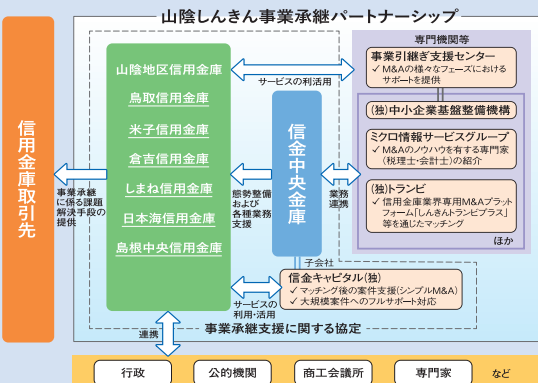 山陰しんきん事業承継パートナーシップ
信用金庫取引先
事業承継
に係る課題
解決手段の
提供
山陰地区信用金庫
鳥取信用金庫
米子信用金庫
倉吉信用金庫
しまね信用金庫
日本海信用金庫
島根中央信用金庫
サービスの利活用
態勢整備
および
各種業務
支援
信金中央金庫
業務
連携
専門機関等
事業引継ぎ支援センター
✓ M&Aの様々なフェーズにおける
サポートを提供
(独)中小企業基盤整備機構
ミクロ情報サービスグループ
✓ M&Aのノウハウを有する専門家
(税理士・会計士)の紹介
(独)トランビ
✓ 信用金庫業界専用M&Aプラット
フォーム「しんきんトランビプラス」
等を通じたマッチング
ほか
子会社
信金キャピタル(独)
✓ マッチング後の案件支援(シンプルM&A)
✓ 大規模案件へのフルサポート対応
サービスの
利用・活用
事業承継支援に関する協定
連携
行政
公的機関
商工会議所
専門家
など